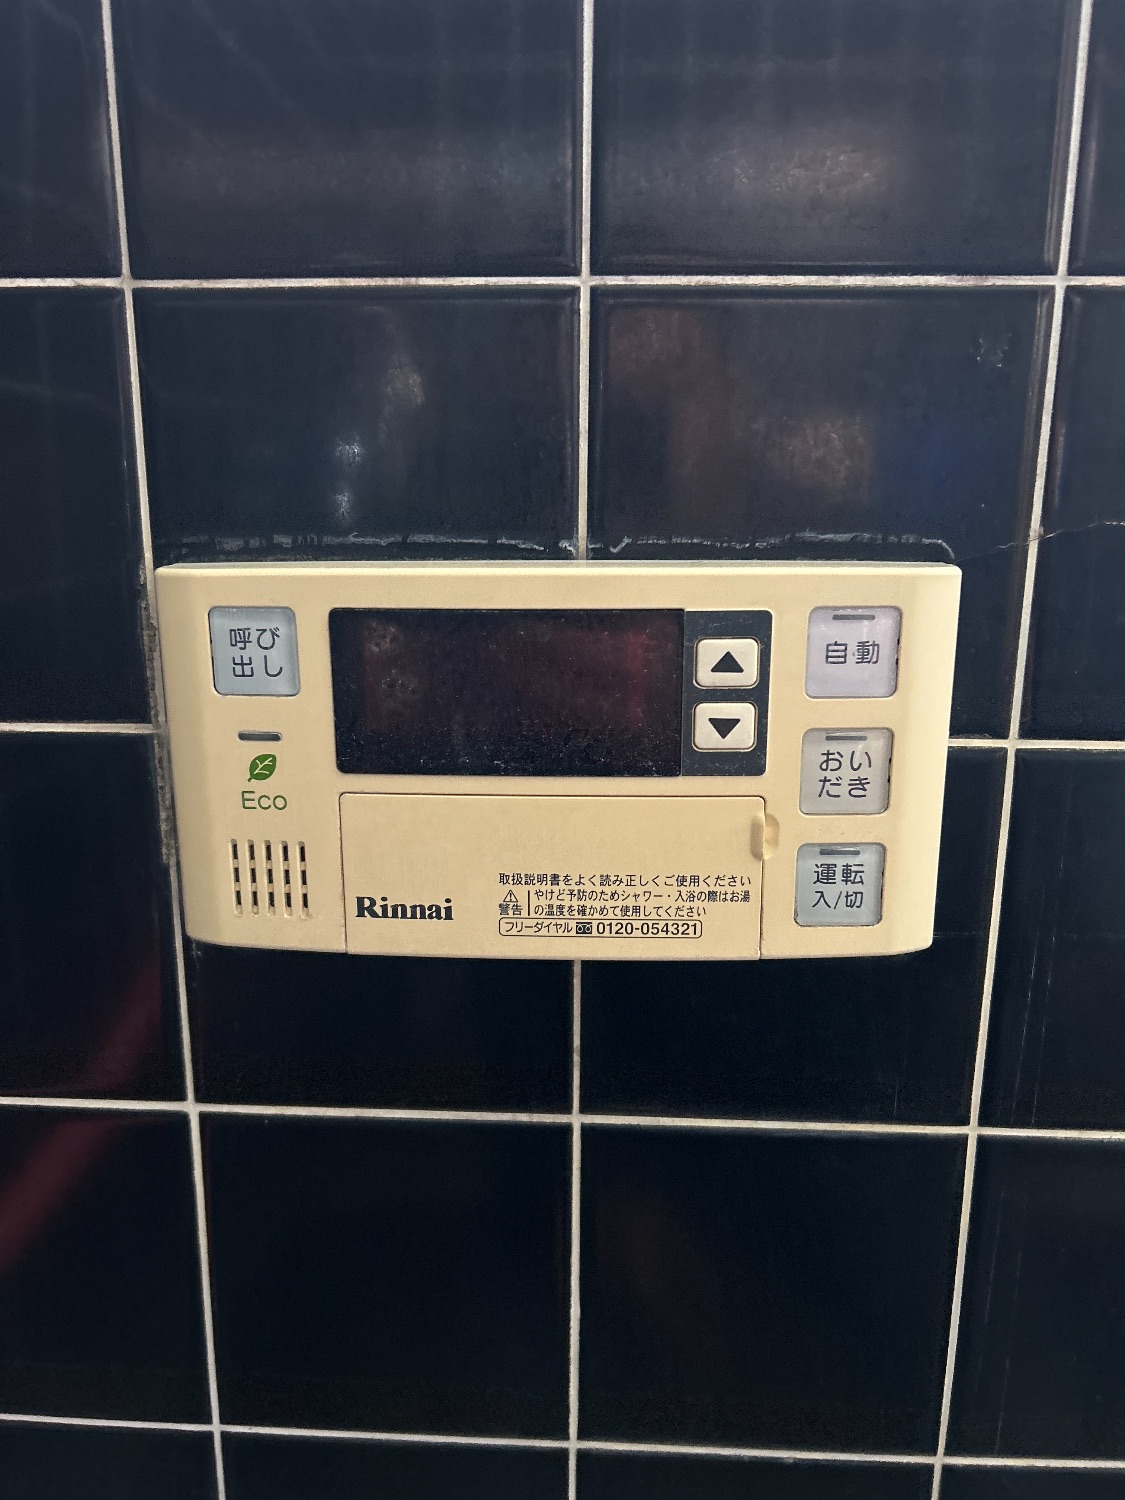 呼び
出し
自動
おい
だき
Eco
運転
入/切
Rinnai
取扱説明書をよく読み正しくご使用ください
警告
やけど予防のためシャワー・入浴の際はお湯
の温度を確かめて使用してください
フリーダイヤル 0120-054321